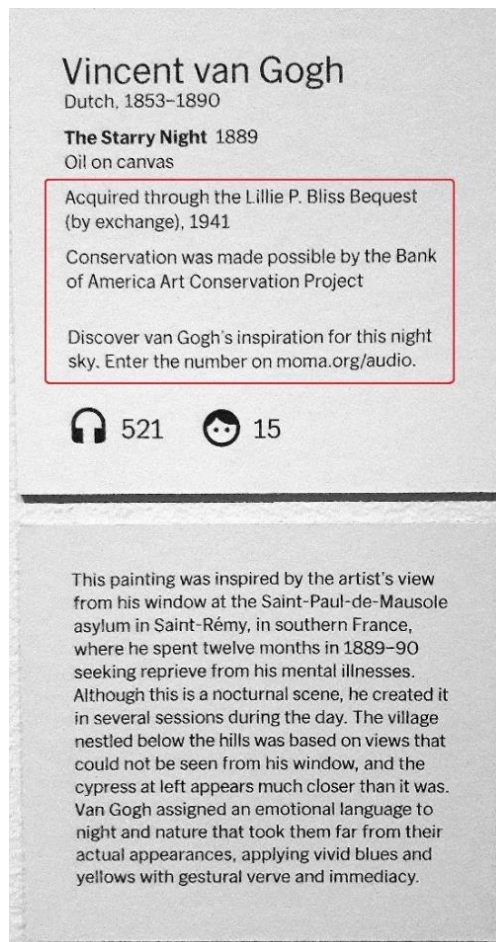 Vincent van Gogh
Dutch, 1853–1890
The Starry Night 1889
Oil on canvas
Acquired through the Lillie P. Bliss Bequest
(by exchange), 1941
Conservation was made possible by the Bank
of America Art Conservation Project
Discover van Gogh's inspiration for this night
sky. Enter the number on moma.org/audio.
521 15
This painting was inspired by the artist's view
from his window at the Saint-Paul-de-Mausole
asylum in Saint-Rémy, in southern France,
where he spent twelve months in 1889–90
seeking reprieve from his mental illnesses.
Although this is a nocturnal scene, he created it
in several sessions during the day. The village
nestled below the hills was based on views that
could not be seen from his window, and the
cypress at left appears much closer than it was.
Van Gogh assigned an emotional language to
night and nature that took them far from their
actual appearances, applying vivid blues and
yellows with gestural verve and immediacy.